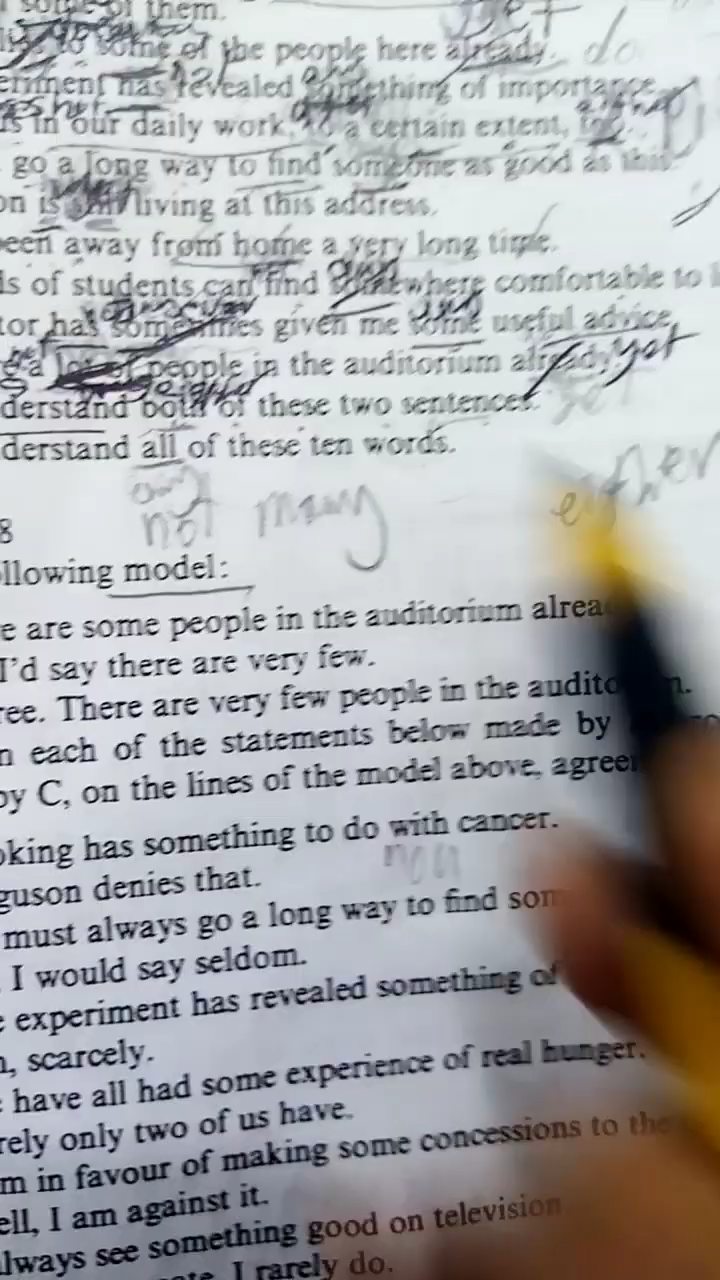 some of them.
to some of the people here already. do
eriment has revealed something of importance.
s in our daily work, to a certain extent,
go a long way to find someone as good as this
on is still living at this address.
een away from home a very long time.
ds of students can find somewhere comfortable to
tor has sometimes given me some useful advice
a lot of people in the auditorium already yet
derstand both of these two sentences.
derstand all of these ten words.
any
not many
either
8
llowing model:
e are some people in the auditorium alrea
I'd say there are very few.
ree. There are very few people in the audito m.
n each of the statements below made by
by C, on the lines of the model above, agree
oking has something to do with cancer.
guson denies that.
must always go a long way to find som
I would say seldom.
e experiment has revealed something of
n, scarcely.
have all had some experience of real hunger.
rely only two of us have.
m in favour of making some concessions to the
ell, I am against it.
lways see something good on television
I rarely do.